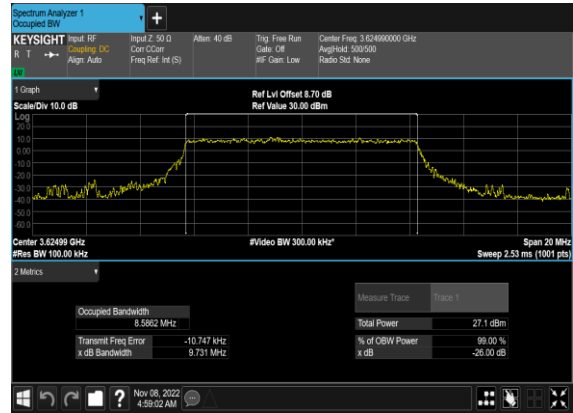 Spectrum Analyzer 1
Occupied BW
+
KEYSIGHT Input: RF Input Z: 50 Ω Atten: 40 dB Trig: Free Run Center Freq: 3.624990000 GHz
R T Coupling: DC Corr CCorr Gate: Off Avg|Hold: 500/500
Align: Auto Freq Ref: Int (S) #IF Gain: Low Radio Std: None
LW
1 Graph
Ref Lvl Offset 8.70 dB
Scale/Div 10.0 dB Ref Value 30.00 dBm
Log
20.0
10.0
0.00
-10.0
-20.0
-30.0
-40.0
-50.0
-60.0
Center 3.62499 GHz #Video BW 300.00 kHz* Span 20 MHz
#Res BW 100.00 kHz Sweep 2.53 ms (1001 pts)
2 Metrics
Measure Trace Trace 1
Occupied Bandwidth
8.5862 MHz Total Power 27.1 dBm
Transmit Freq Error -10.747 kHz % of OBW Power 99.00 %
x dB Bandwidth 9.731 MHz x dB -26.00 dB
? Nov 08, 2022
4:59:02 AM